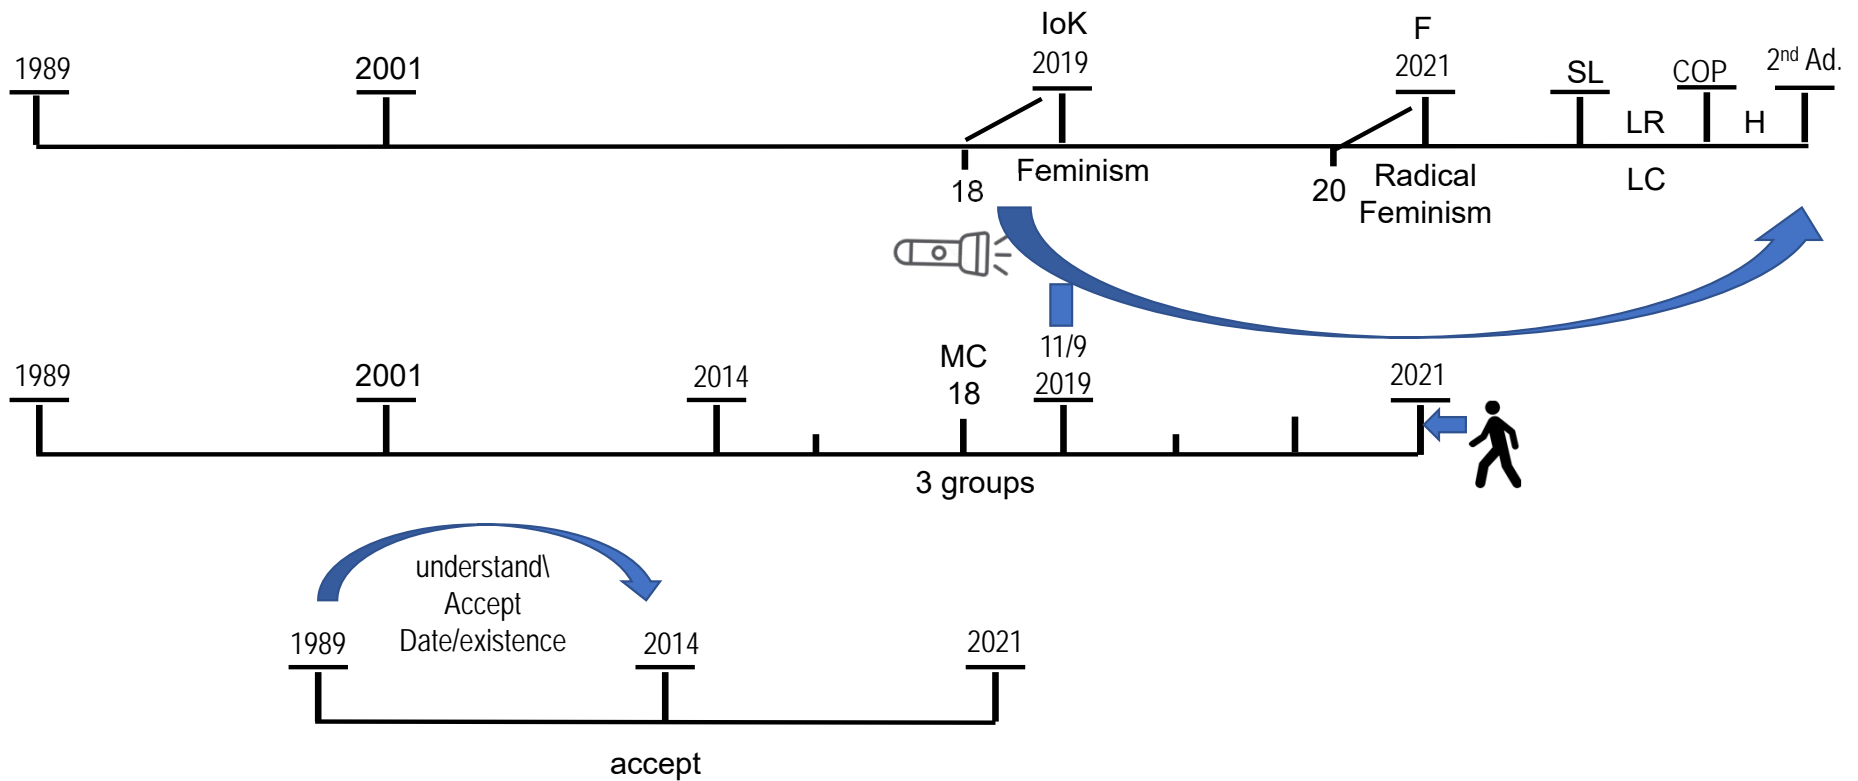 IoK
F
1989
2001
2019
2021
SL
COP
2nd Ad.
LR
H
18
Feminism
20
Radical
Feminism
LC
11/9
MC
1989
2001
2014
18
2019
2021
3 groups
understand\
Accept
Date/existence
1989
2014
2021
accept